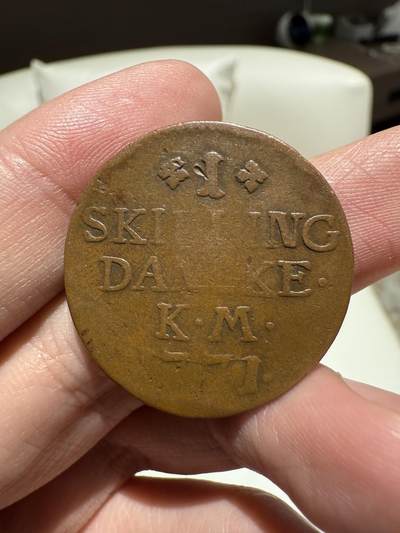 1
SKILLING
DANSKE·
K·M·
1771·